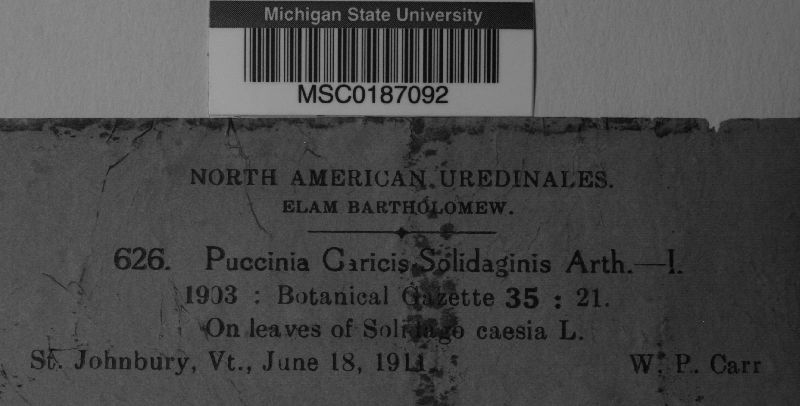 Michigan State University
MSC0187092
NORTH AMERICAN UREDINALES.
ELAM BARTHOLOMEW.
626. Puccinia Caricis Solidaginis Arth.—I.
1903 : Botanical Gazette 35 : 21.
On leaves of Solidago caesia L.
St. Johnbury, Vt., June 18, 1911. W. P. Carr